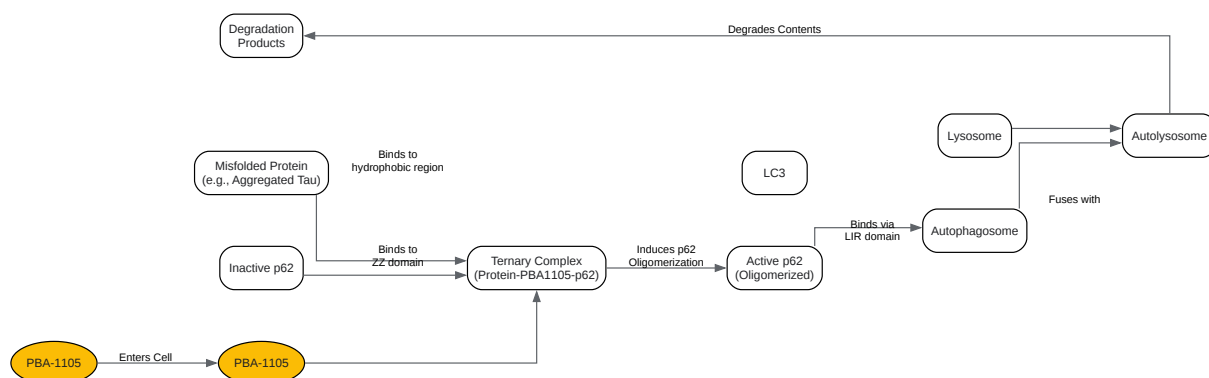 Degradation
Products
Degrades Contents
Lysosome
Autolysosome
Misfolded Protein
(e.g., Aggregated Tau)
Binds to
hydrophobic region
LC3
Fuses with
Autophagosome
Binds via
LIR domain
Inactive p62
Binds to
ZZ domain
Ternary Complex
(Protein-PBA1105-p62)
Induces p62
Oligomerization
Active p62
(Oligomerized)
PBA-1105
Enters Cell
PBA-1105